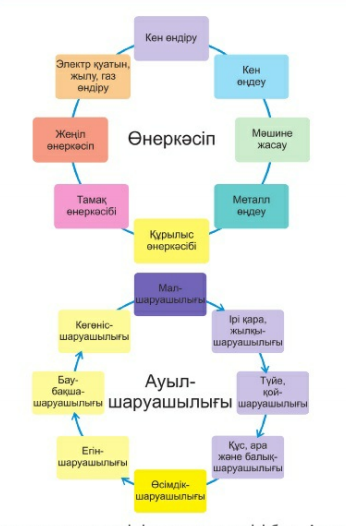 Кен өндіру
Электр қуатын,
жылу, газ
өндіру
Кен
өңдеу
Жеңіл
өнеркәсіп
Өнеркәсіп
Мәшине
жасау
Тамақ
өнеркәсібі
Металл
өңдеу
Құрылыс
өнеркәсібі
Мал-
шаруашылығы
Көгөніс-
шаруашылығы
Ірі қара,
жылқы-
шаруашылығы
Бау-
бақша-
шаруашылығы
Ауыл-
шаруашылығы
Түйе,
қой-
шаруашылығы
Егін-
шаруашылығы
Құс, ара
және балық-
шаруашылығы
Өсімдік-
шаруашылығы